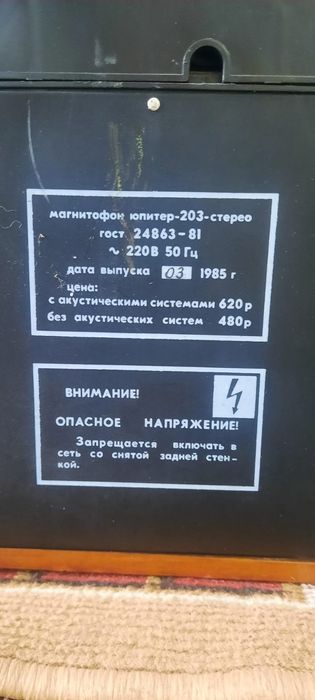 магнитофон юпитер-203-стерео
гост 24863-81
~ 220В 50 Гц
дата выпуска 03 1985 г
цена:
с акустическими системами 620 р
без акустических систем 480р
ВНИМАНИЕ!
ОПАСНОЕ НАПРЯЖЕНИЕ!
Запрещается включать в
сеть со снятой задней стен-
кой.